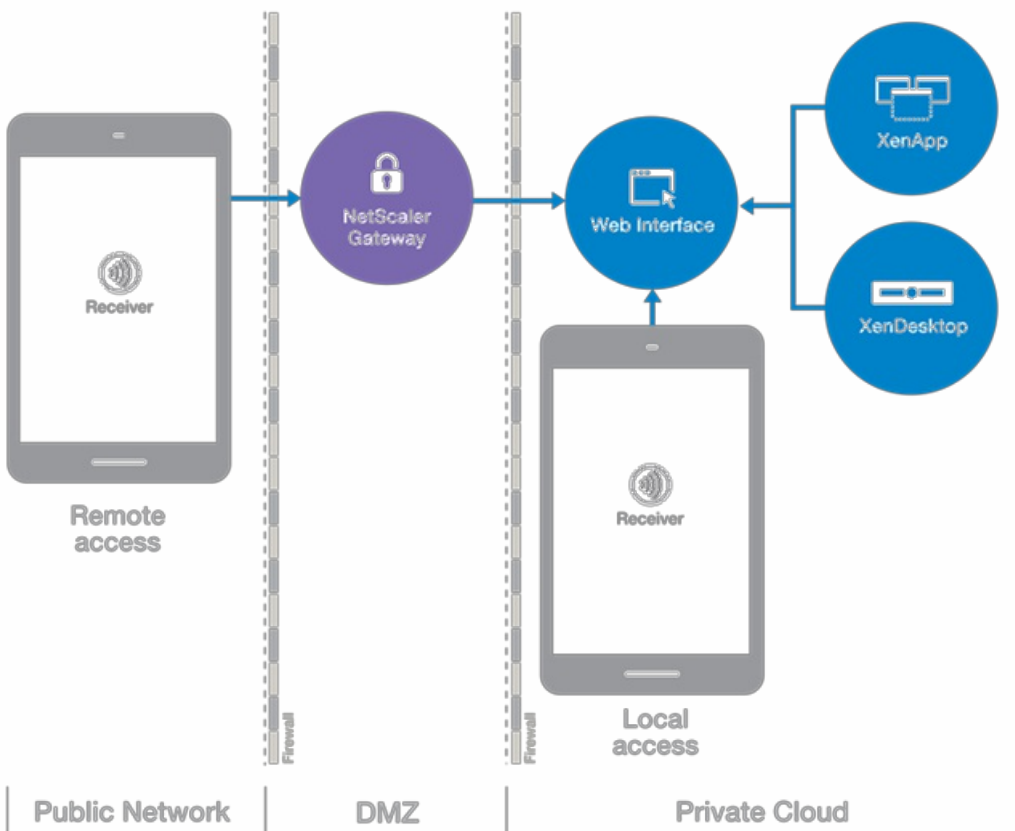 Receiver
Remote
access
Firewall
NetScaler
Gateway
Firewall
Web Interface
XenApp
XenDesktop
Receiver
Local
access
Public Network
DMZ
Private Cloud